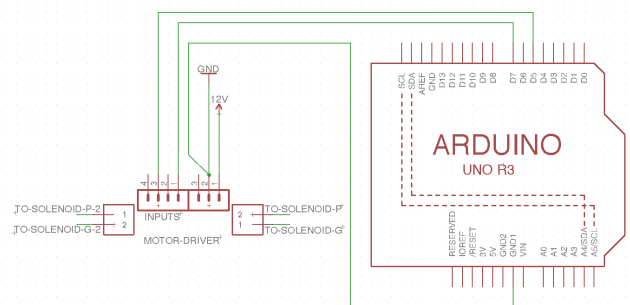 SCL
SDA
AREF
GND
D13
D12
D11
D10
D9
D8
D7
D6
D5
D4
D3
D2
D1
D0
GND
12V
ARDUINO
UNO R3
4
3
2
1
3
2
1
TO-SOLENOID-P-2
1
INPUTS
2
TO-SOLENOID-P
TO-SOLENOID-G-2
2
MOTOR-DRIVER
1
TO-SOLENOID-G
RESERVED
IOREF
/RESET
3V
5V
GND2
GND1
VIN
A0
A1
A2
A3
A4/SDA
A5/SCL